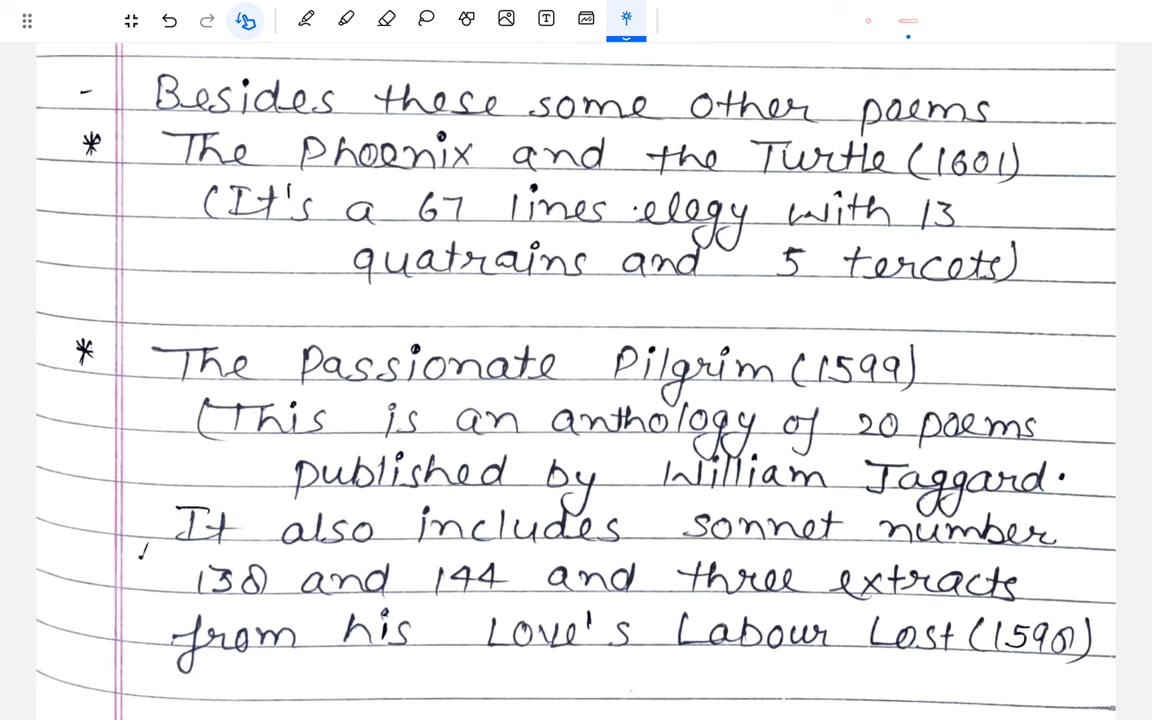 - Besides these some other poems
* The Phoenix and the Turtle (1601)
(It's a 67 lines elegy with 13
quatrains and 5 tercets)
* The Passionate Pilgrim (1599)
(This is an anthology of 20 poems
published by William Jaggard.
It also includes sonnet number
138 and 144 and three extracts
from his Love's Labour Lost (1598)